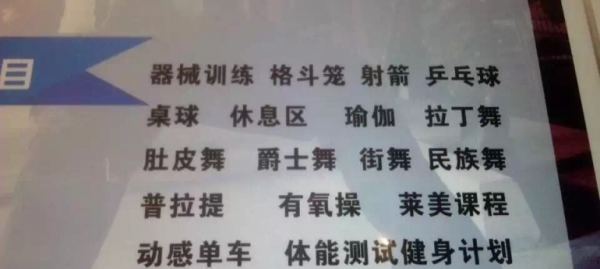 目
器械训练 格斗笼 射箭 乒乓球
桌球 休息区 瑜伽 拉丁舞
肚皮舞 爵士舞 街舞 民族舞
普拉提 有氧操 莱美课程
动感单车 体能测试健身计划